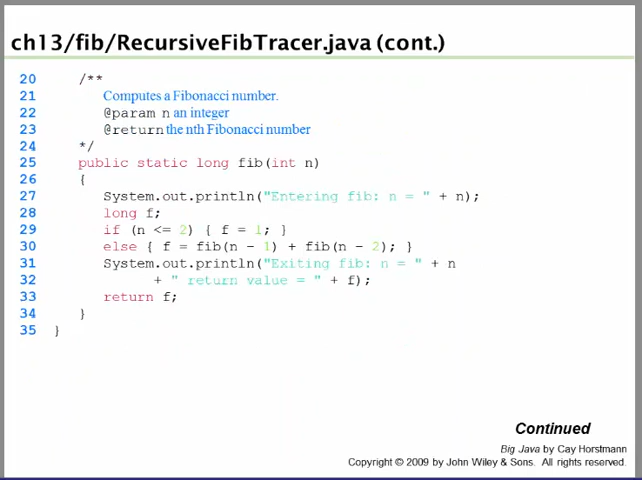 ch13/fib/RecursiveFibTracer.java (cont.)
20 /**
21 Computes a Fibonacci number.
22 @param n an integer
23 @return the nth Fibonacci number
24 */
25 public static long fib(int n)
26 {
27 System.out.println("Entering fib: n = " + n);
28 long f;
29 if (n <= 2) { f = 1; }
30 else { f = fib(n - 1) + fib(n - 2); }
31 System.out.println("Exiting fib: n = " + n
32 + " return value = " + f);
33 return f;
34 }
35 }
Continued
Big Java by Cay Horstmann
Copyright © 2009 by John Wiley & Sons. All rights reserved.